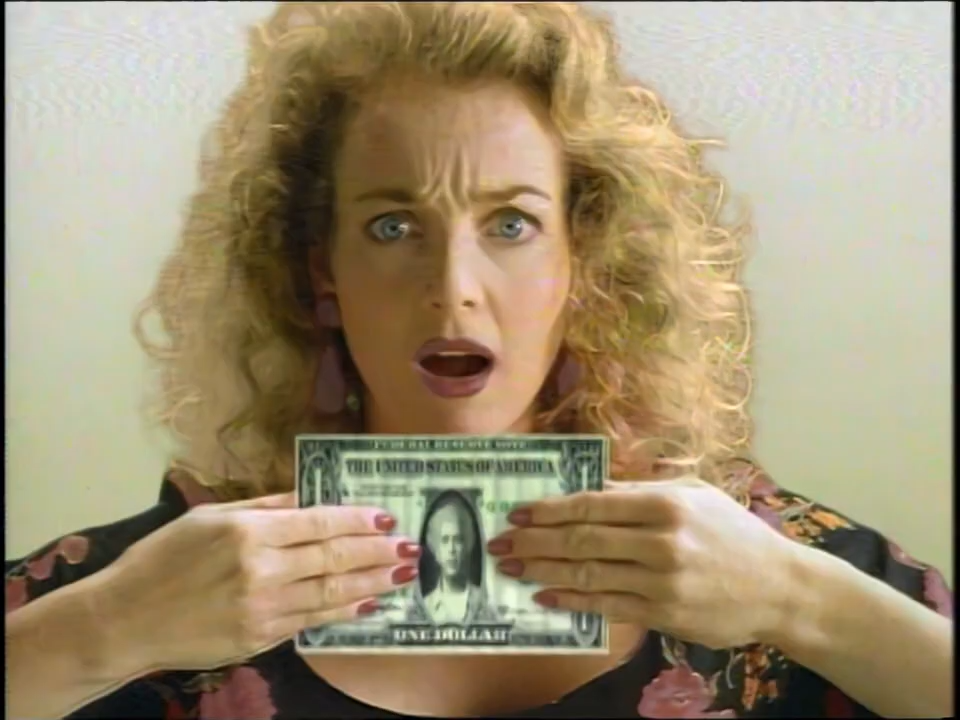 FEDERAL RESERVE NOTE
THE UNITED STATES OF AMERICA
ONE DOLLAR